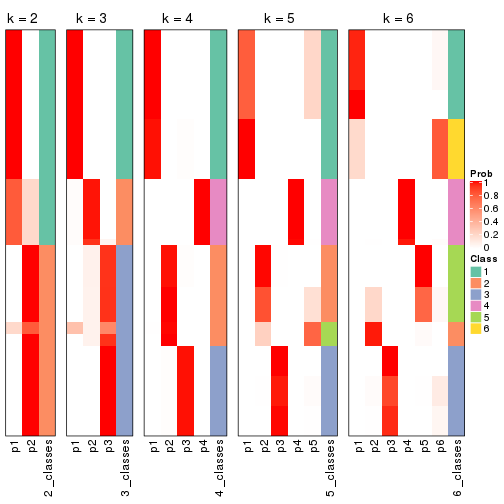 k = 2
k = 3
k = 4
k = 5
k = 6
Prob
1
0.8
0.6
0.4
0.2
0
Class
1
2
3
4
5
6
p1
p2
2_classes
p1
p2
p3
3_classes
p1
p2
p3
p4
4_classes
p1
p2
p3
p4
p5
5_classes
p1
p2
p3
p4
p5
p6
6_classes